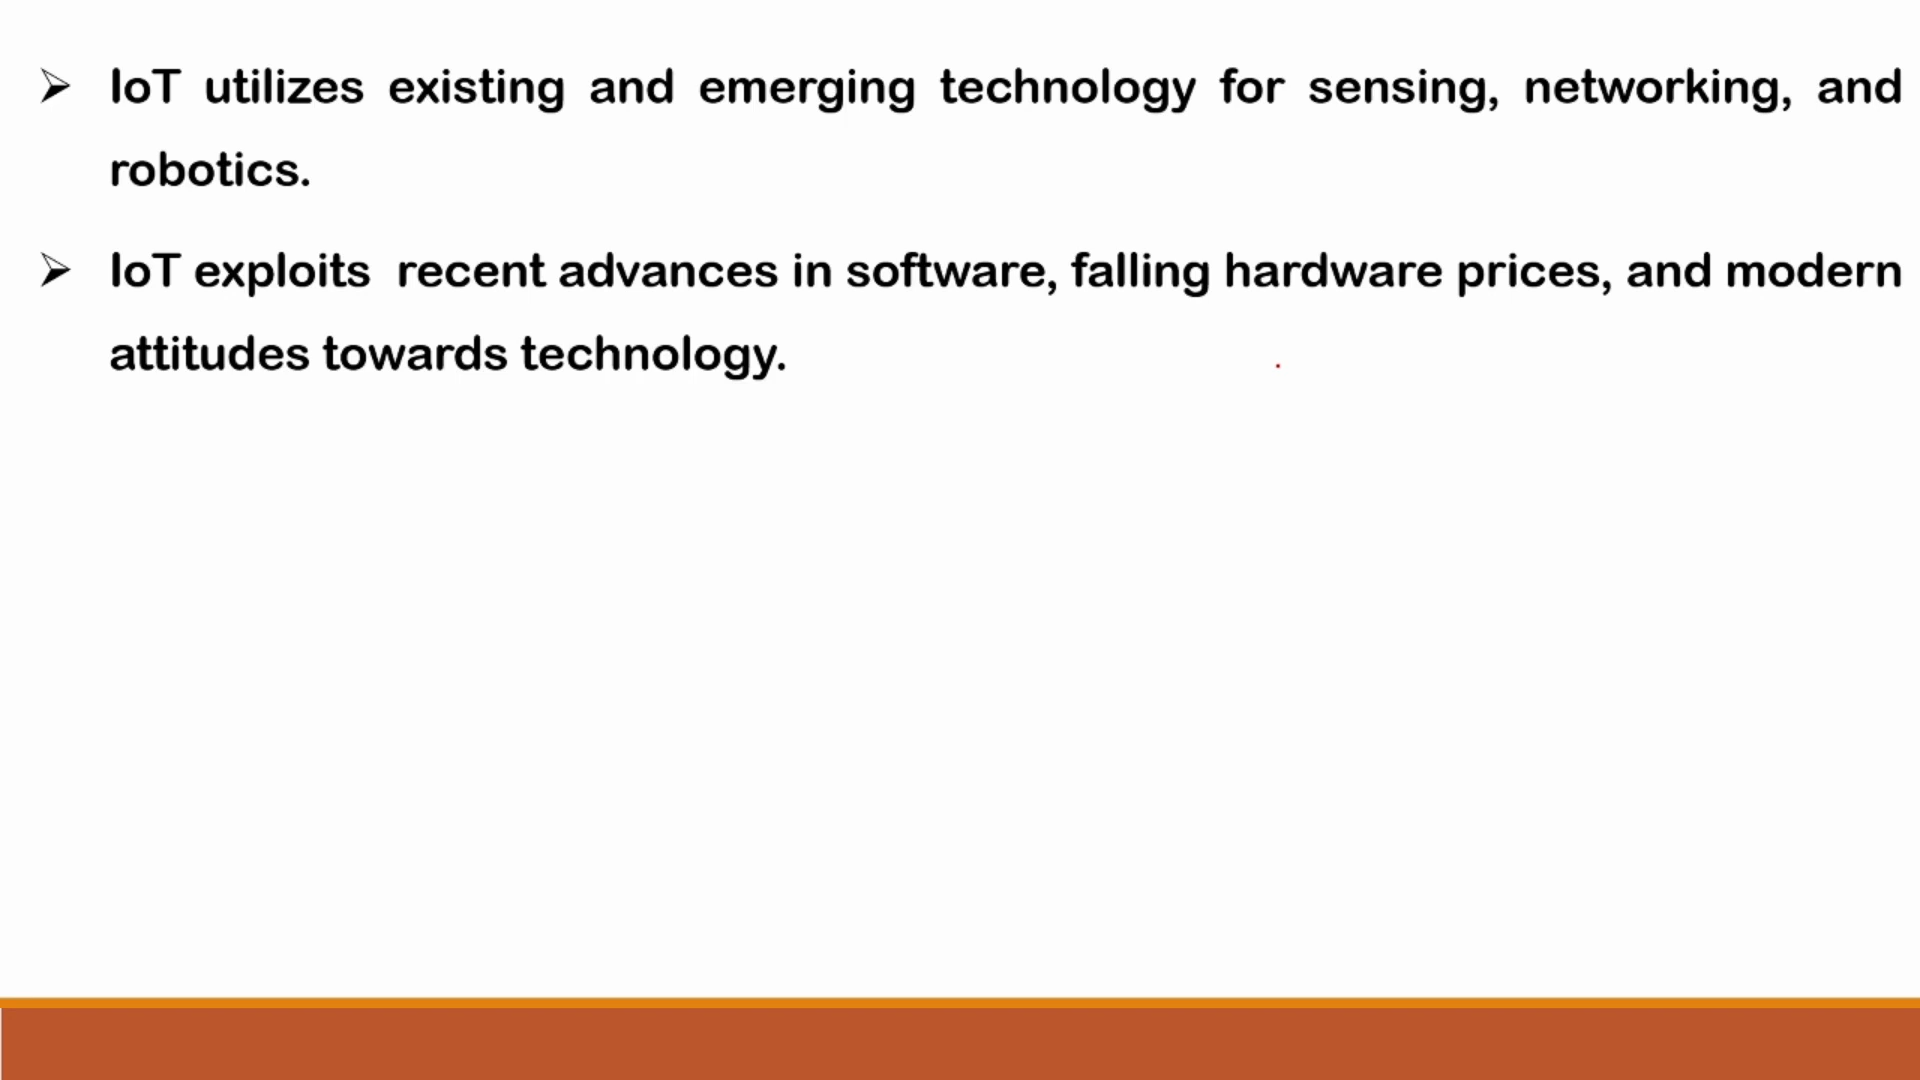 ➢ IoT utilizes existing and emerging technology for sensing, networking, and
robotics.
➢ IoT exploits  recent advances in software, falling hardware prices, and modern
attitudes towards technology.